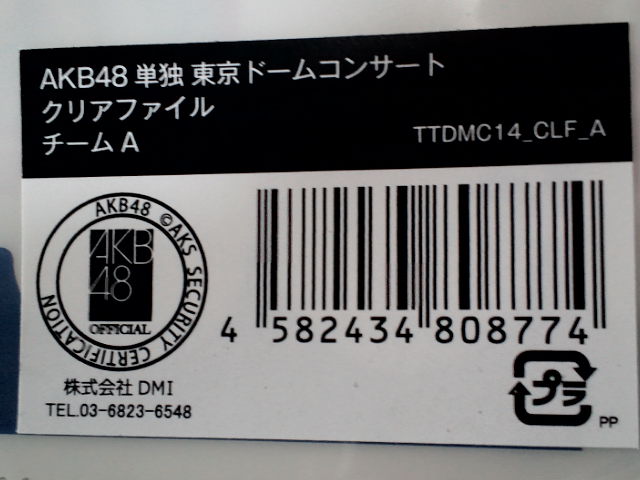 AKB48 単独 東京ドームコンサート
クリアファイル
チーム A
TTDMC14_CLF_A
AKB48 ©AKS SECURITY CERTIFICATION
AKB
48
OFFICIAL
株式会社 DMI
TEL.03-6823-6548
4 582434 808774
プラ
PP